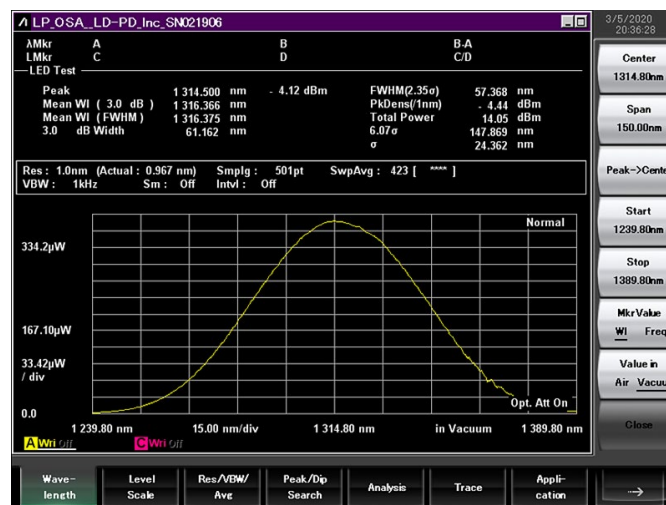 LP_OSA__LD-PD_Inc_SN021906
3/5/2020
20:36:28
λMkr A B B-A
LMkr C D C/D
LED Test
Peak 1 314.500 nm - 4.12 dBm FWHM(2.35σ) 57.368 nm
Mean Wl ( 3.0 dB ) 1 316.366 nm PkDens(/1nm) - 4.44 dBm
Mean Wl ( FWHM ) 1 316.375 nm Total Power 14.05 dBm
3.0 dB Width 61.162 nm 6.07σ 147.869 nm
σ 24.362 nm
Res : 1.0nm (Actual : 0.967 nm) Smplg : 501pt SwpAvg : 423 [ **** ]
VBW : 1kHz Sm : Off Intvl : Off
Normal
334.2µW
167.10µW
33.42µW
/ div
0.0
Opt. Att On
1 239.80 nm 15.00 nm/div 1 314.80 nm in Vacuum 1 389.80 nm
A Wri Off C Wri Off
Center
1314.80nm
Span
150.00nm
Peak->Cente
Start
1239.80nm
Stop
1389.80nm
Mkr Value
Wl Freq
Value in
Air Vacuu
Close
Wave-
length
Level
Scale
Res/VBW/
Avg
Peak/Dip
Search
Analysis
Trace
Appli-
cation